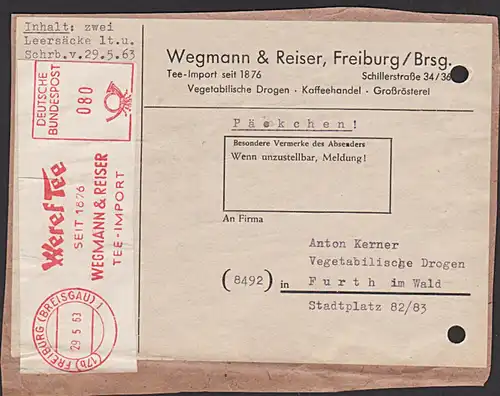 Inhalt: zwei
Leersäcke lt.u.
Schrb.v.29.5.63
DEUTSCHE
BUNDESPOST
080
Weref Tee
SEIT 1876
WEGMANN & REISER
TEE-IMPORT
(17b) FREIBURG (BREISGAU) 1
29.5.63
Wegmann & Reiser, Freiburg/Brsg.
Tee-Import seit 1876 Schillerstraße 34/36
Vegetabilische Drogen · Kaffeehandel · Großrösterei
Päckchen!
Besondere Vermerke des Absenders
Wenn unzustellbar, Meldung!
An Firma
Anton Kerner
Vegetabilische Drogen
(8492) in Furth im Wald
Stadtplatz 82/83